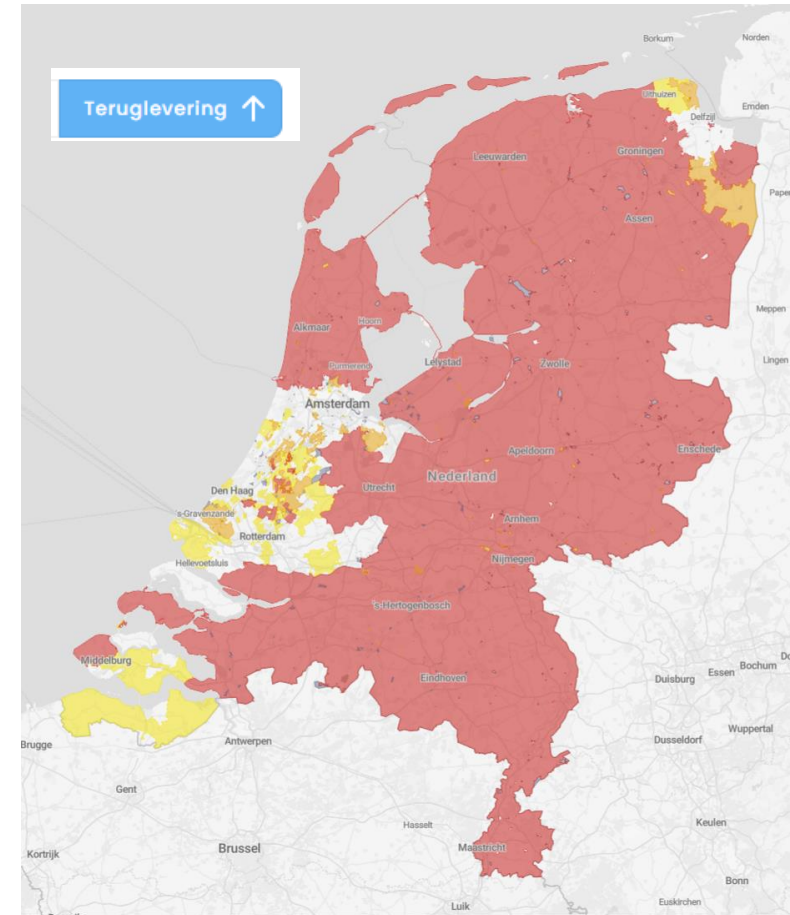 Borkum
Norden
Teruglevering ↑
Uithuizen
Emden
Delfzijl
Groningen
Leeuwarden
Assen
Meppen
Hoorn
Alkmaar
Lingen
Lelystad
Zwolle
Purmerend
Amsterdam
Apeldoorn
Enschede
Nederland
Utrecht
Den Haag
's-Gravenzande
Arnhem
Rotterdam
Nijmegen
Hellevoetsluis
's-Hertogenbosch
Middelburg
Eindhoven
Bochum
Essen
Duisburg
Wuppertal
Brugge
Antwerpen
Dusseldorf
Gent
Hasselt
Keulen
Brussel
Maastricht
Kortrijk
Bonn
Euskirchen
Luik